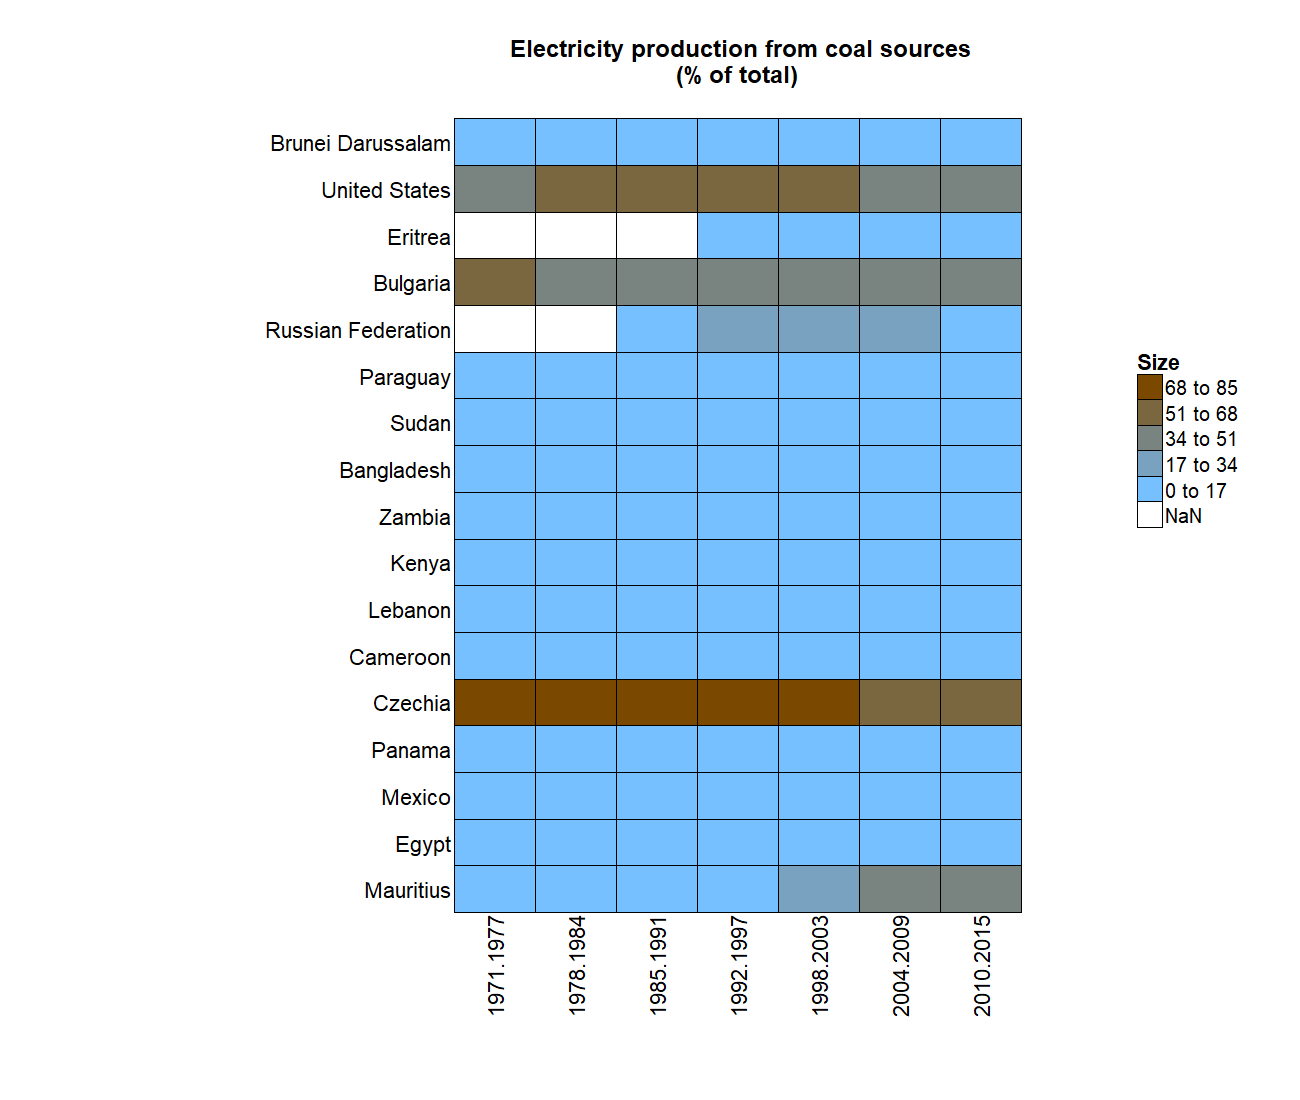 Electricity production from coal sources
(% of total)
Brunei Darussalam
United States
Eritrea
Bulgaria
Russian Federation
Paraguay
Sudan
Bangladesh
Zambia
Kenya
Lebanon
Cameroon
Czechia
Panama
Mexico
Egypt
Mauritius
1971.1977
1978.1984
1985.1991
1992.1997
1998.2003
2004.2009
2010.2015
Size
68 to 85
51 to 68
34 to 51
17 to 34
0 to 17
NaN